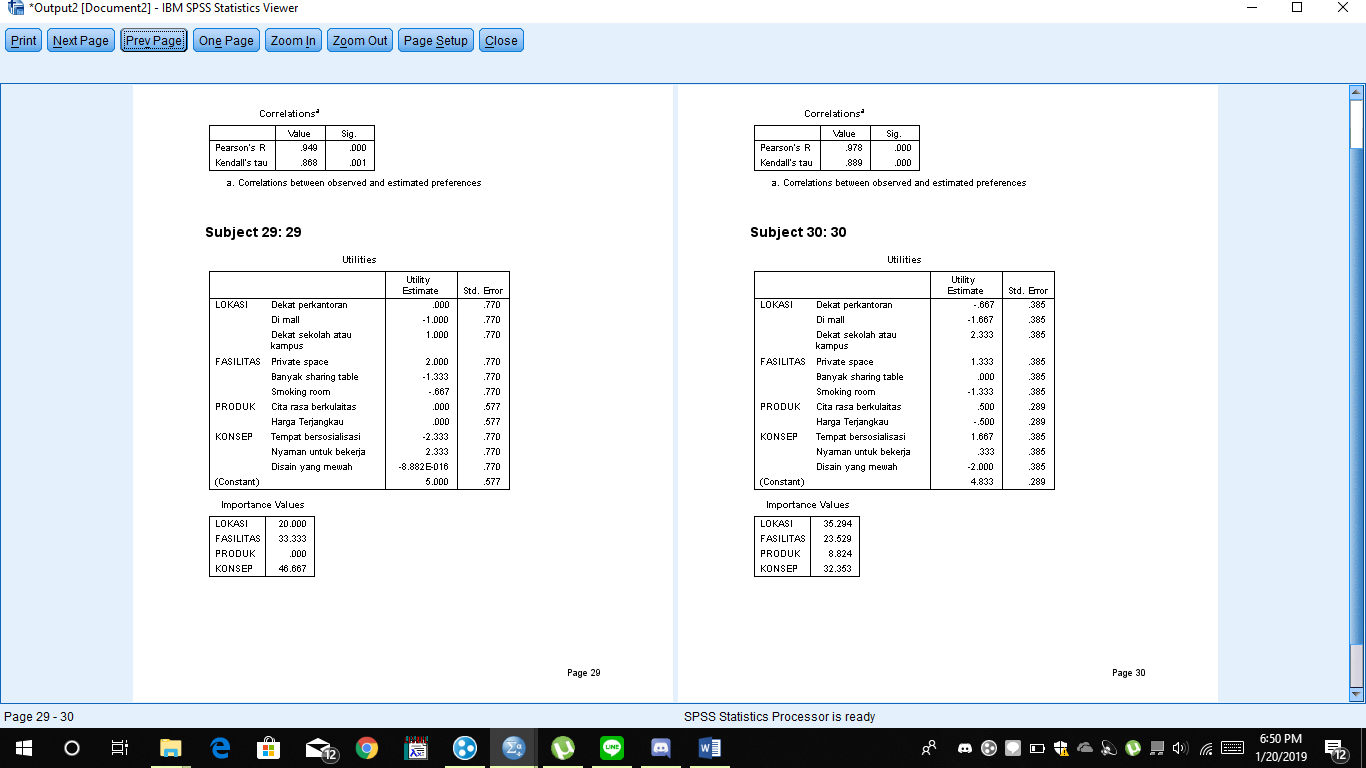 *Output2 [Document2] - IBM SPSS Statistics Viewer
Print Next Page Prev Page One Page Zoom In Zoom Out Page Setup Close
Correlationsa
Value Sig.
Pearson's R .949 .000
Kendall's tau .868 .001
a. Correlations between observed and estimated preferences
Subject 29: 29
Utilities
Utility
Estimate Std. Error
LOKASI Dekat perkantoran .000 .770
Di mall -1.000 .770
Dekat sekolah atau 1.000 .770
kampus
FASILITAS Private space 2.000 .770
Banyak sharing table -1.333 .770
Smoking room -.667 .770
PRODUK Cita rasa berkulaitas .000 .577
Harga Terjangkau .000 .577
KONSEP Tempat bersosialisasi -2.333 .770
Nyaman untuk bekerja 2.333 .770
Disain yang mewah -8.882E-016 .770
(Constant) 5.000 .577
Importance Values
LOKASI 20.000
FASILITAS 33.333
PRODUK .000
KONSEP 46.667
Page 29
Correlationsa
Value Sig.
Pearson's R .978 .000
Kendall's tau .889 .000
a. Correlations between observed and estimated preferences
Subject 30: 30
Utilities
Utility
Estimate Std. Error
LOKASI Dekat perkantoran -.667 .385
Di mall -1.667 .385
Dekat sekolah atau 2.333 .385
kampus
FASILITAS Private space 1.333 .385
Banyak sharing table .000 .385
Smoking room -1.333 .385
PRODUK Cita rasa berkulaitas .500 .289
Harga Terjangkau -.500 .289
KONSEP Tempat bersosialisasi 1.667 .385
Nyaman untuk bekerja .333 .385
Disain yang mewah -2.000 .385
(Constant) 4.833 .289
Importance Values
LOKASI 35.294
FASILITAS 23.529
PRODUK 8.824
KONSEP 32.353
Page 30
Page 29 - 30 SPSS Statistics Processor is ready
12
LINE
6:50 PM
1/20/2019
12